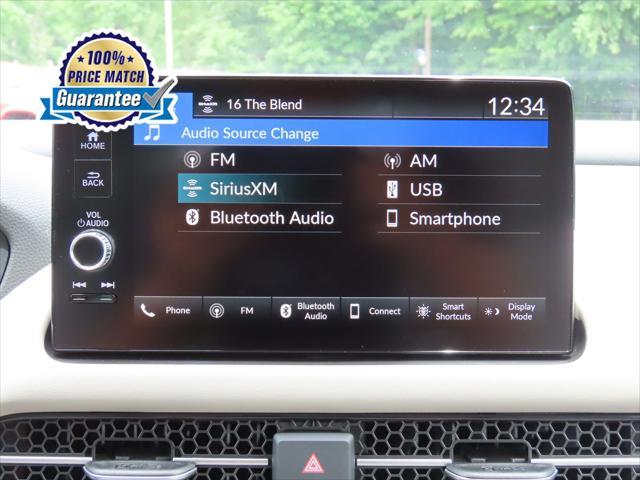 100%
PRICE MATCH
Guarantee
SiriusXM
16 The Blend
12:34
Audio Source Change
HOME
BACK
VOL
AUDIO
FM
AM
SiriusXM
USB
Bluetooth Audio
Smartphone
Phone
FM
Bluetooth
Audio
Connect
Smart
Shortcuts
Display
Mode